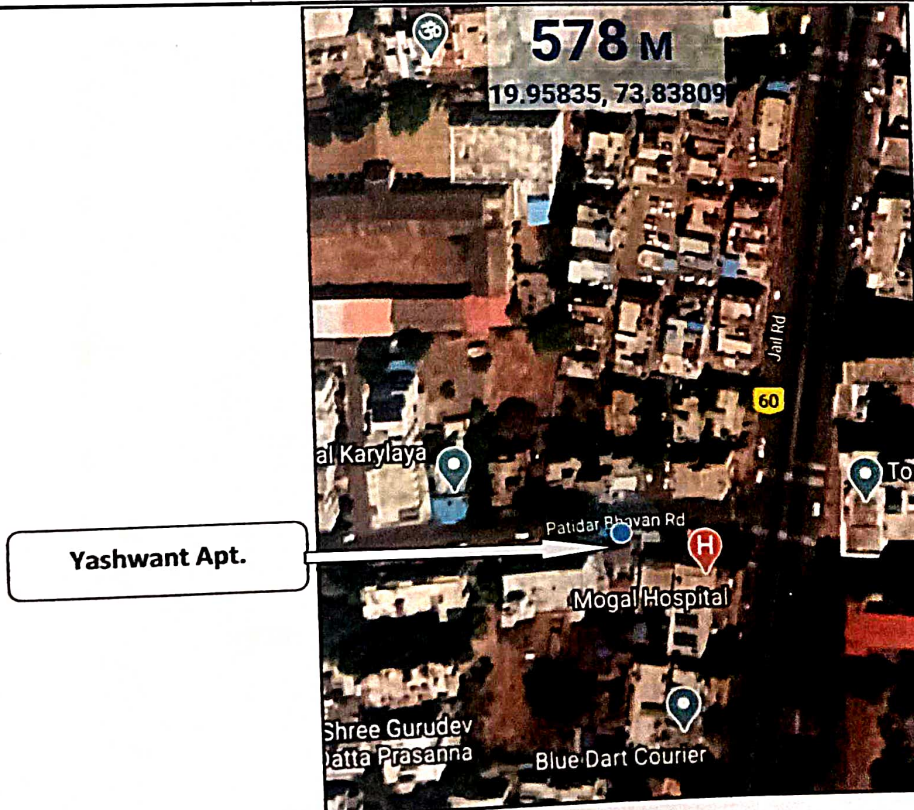 ॐ
578 M
19.95835, 73.83809
Jail Rd
60
al Karylaya
To
Patidar Bhavan Rd
H
Yashwant Apt.
Mogal Hospital
Shree Gurudev
Datta Prasanna
Blue Dart Courier